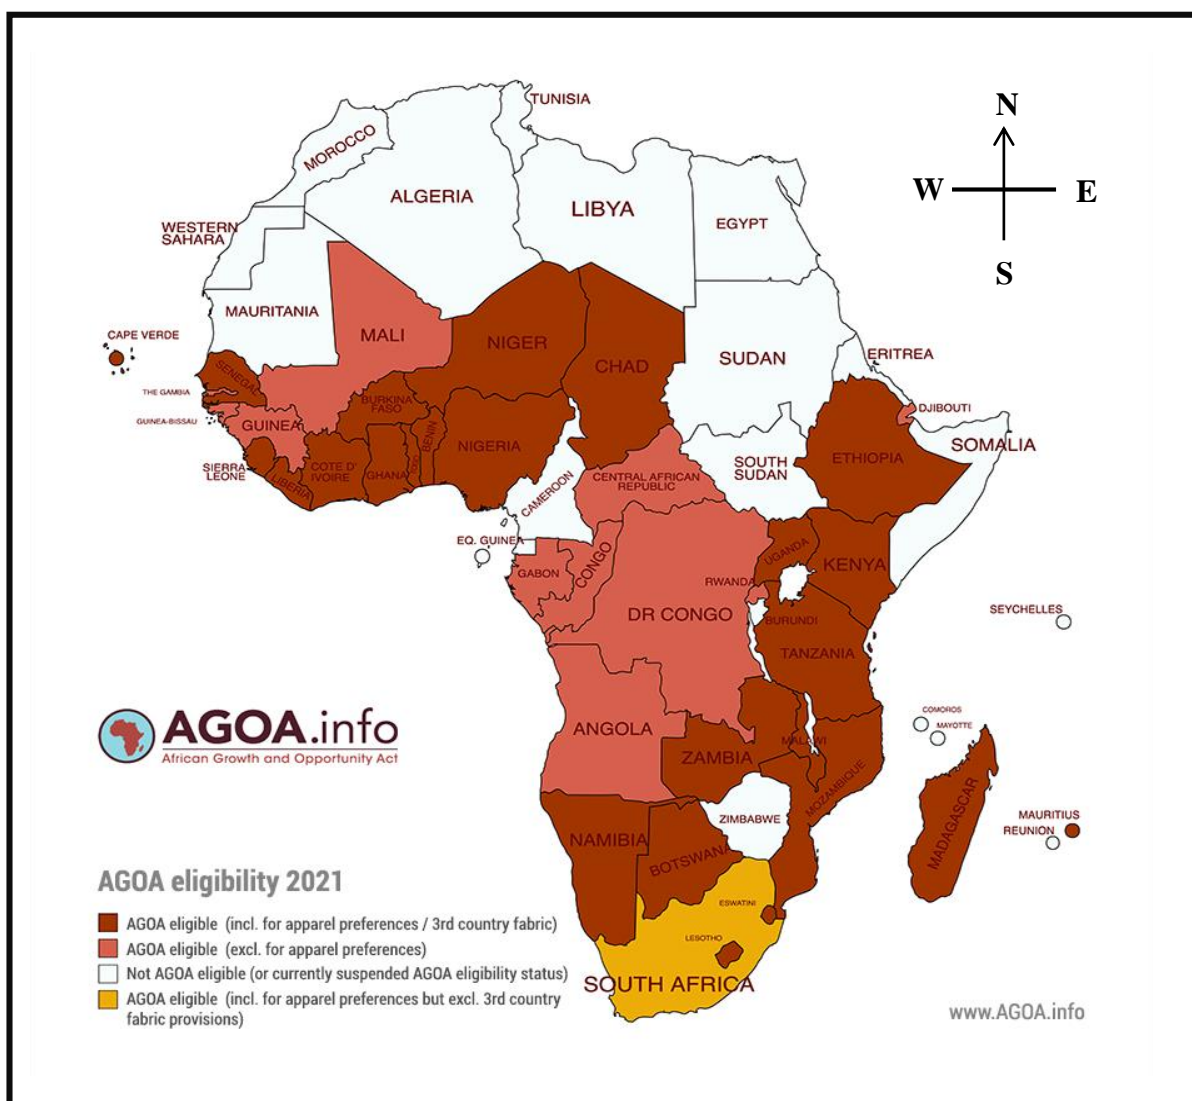 TUNISIA
N
MOROCCO
W
E
ALGERIA
LIBYA
EGYPT
WESTERN
SAHARA
S
MAURITANIA
CAPE VERDE
MALI
NIGER
CHAD
SUDAN
ERITREA
SENEGAL
THE GAMBIA
BURKINA
FASO
DJIBOUTI
GUINEA-BISSAU
GUINEA
BENIN
NIGERIA
SOMALIA
SIERRA
LEONE
COTE D'
IVOIRE
GHANA
TOGO
LIBERIA
CENTRAL AFRICAN
REPUBLIC
SOUTH
SUDAN
ETHIOPIA
CAMEROON
EQ. GUINEA
GABON
CONGO
UGANDA
KENYA
RWANDA
DR CONGO
BURUNDI
SEYCHELLES
TANZANIA
AGOA.info
African Growth and Opportunity Act
ANGOLA
COMOROS
MAYOTTE
MALAWI
ZAMBIA
MOZAMBIQUE
MADAGASCAR
ZIMBABWE
MAURITIUS
REUNION
NAMIBIA
BOTSWANA
AGOA eligibility 2021
ESWATINI
LESOTHO
SOUTH AFRICA
AGOA eligible (incl. for apparel preferences / 3rd country fabric)
AGOA eligible (excl. for apparel preferences)
Not AGOA eligible (or currently suspended AGOA eligibility status)
AGOA eligible (incl. for apparel preferences but excl. 3rd country
fabric provisions)
www.AGOA.info